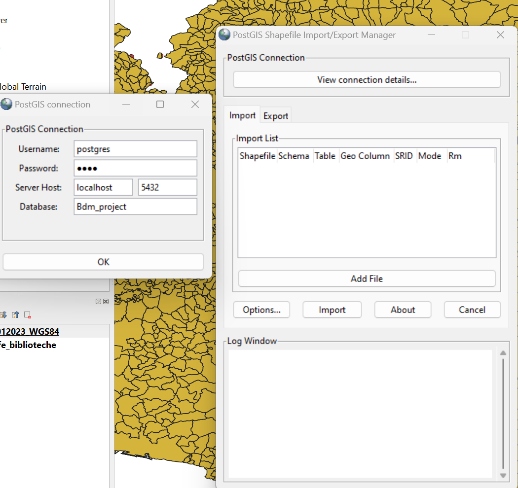 rer
lobal Terrain
PostGIS connection
PostGIS Connection
Username:
postgres
Password:
••••
Server Host:
localhost
5432
Database:
Bdm_project
OK
012023_WGS84
fe_biblioteche
PostGIS Shapefile Import/Export Manager
PostGIS Connection
View connection details...
Import
Export
Import List
Shapefile Schema Table Geo Column SRID Mode Rm
Add File
Options...
Import
About
Cancel
Log Window